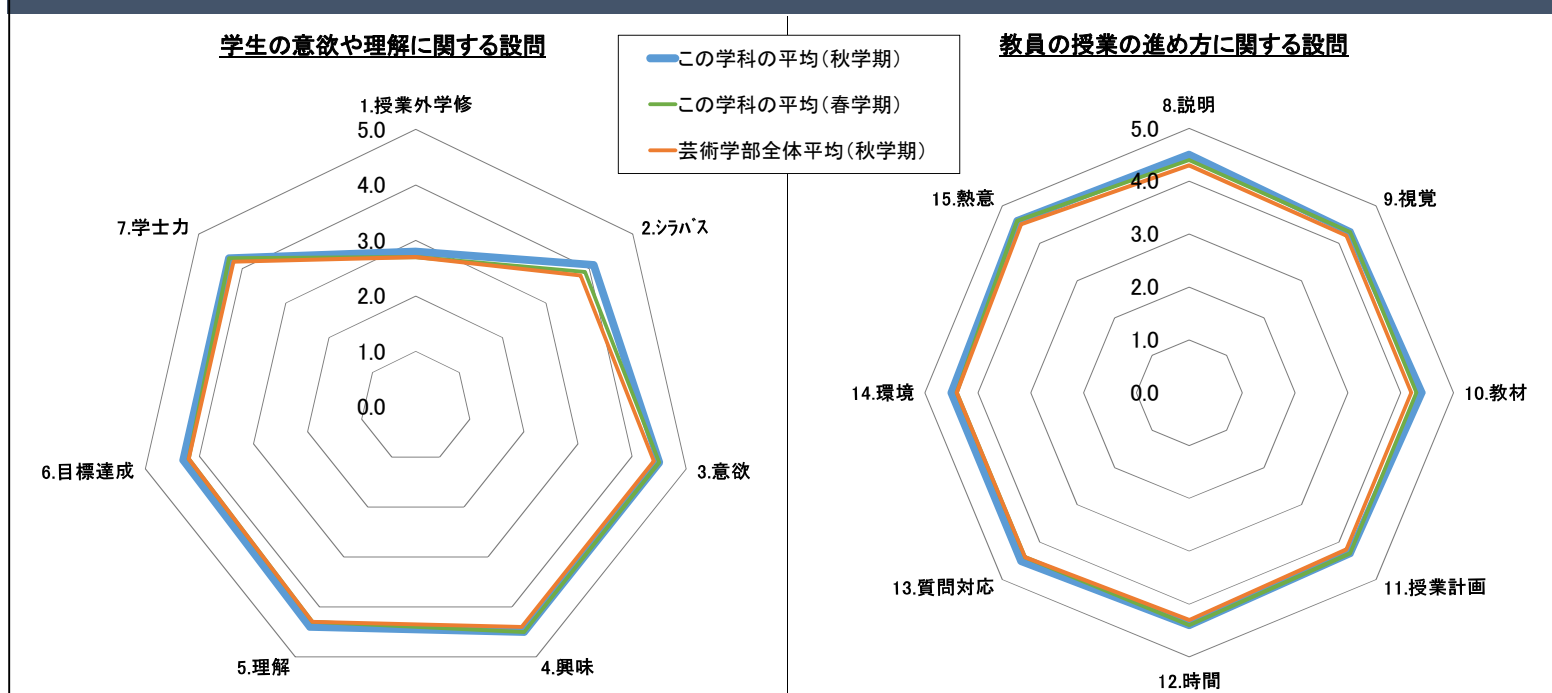 学生の意欲や理解に関する設問
この学科の平均(秋学期)
この学科の平均(春学期)
芸術学部全体平均(秋学期)
1.授業外学修
2.シラバス
3.意欲
4.興味
5.理解
6.目標達成
7.学士力
5.0
4.0
3.0
2.0
1.0
0.0
教員の授業の進め方に関する設問
8.説明
9.視覚
10.教材
11.授業計画
12.時間
13.質問対応
14.環境
15.熱意
5.0
4.0
3.0
2.0
1.0
0.0